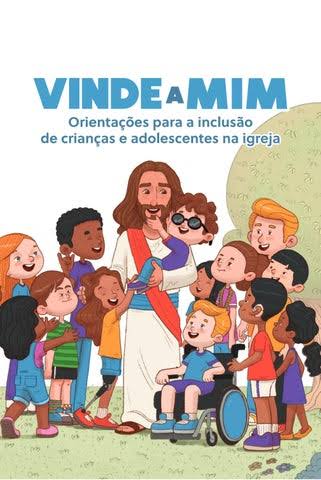 VINDE A MIM
Orientações para a inclusão
de crianças e adolescentes na igreja